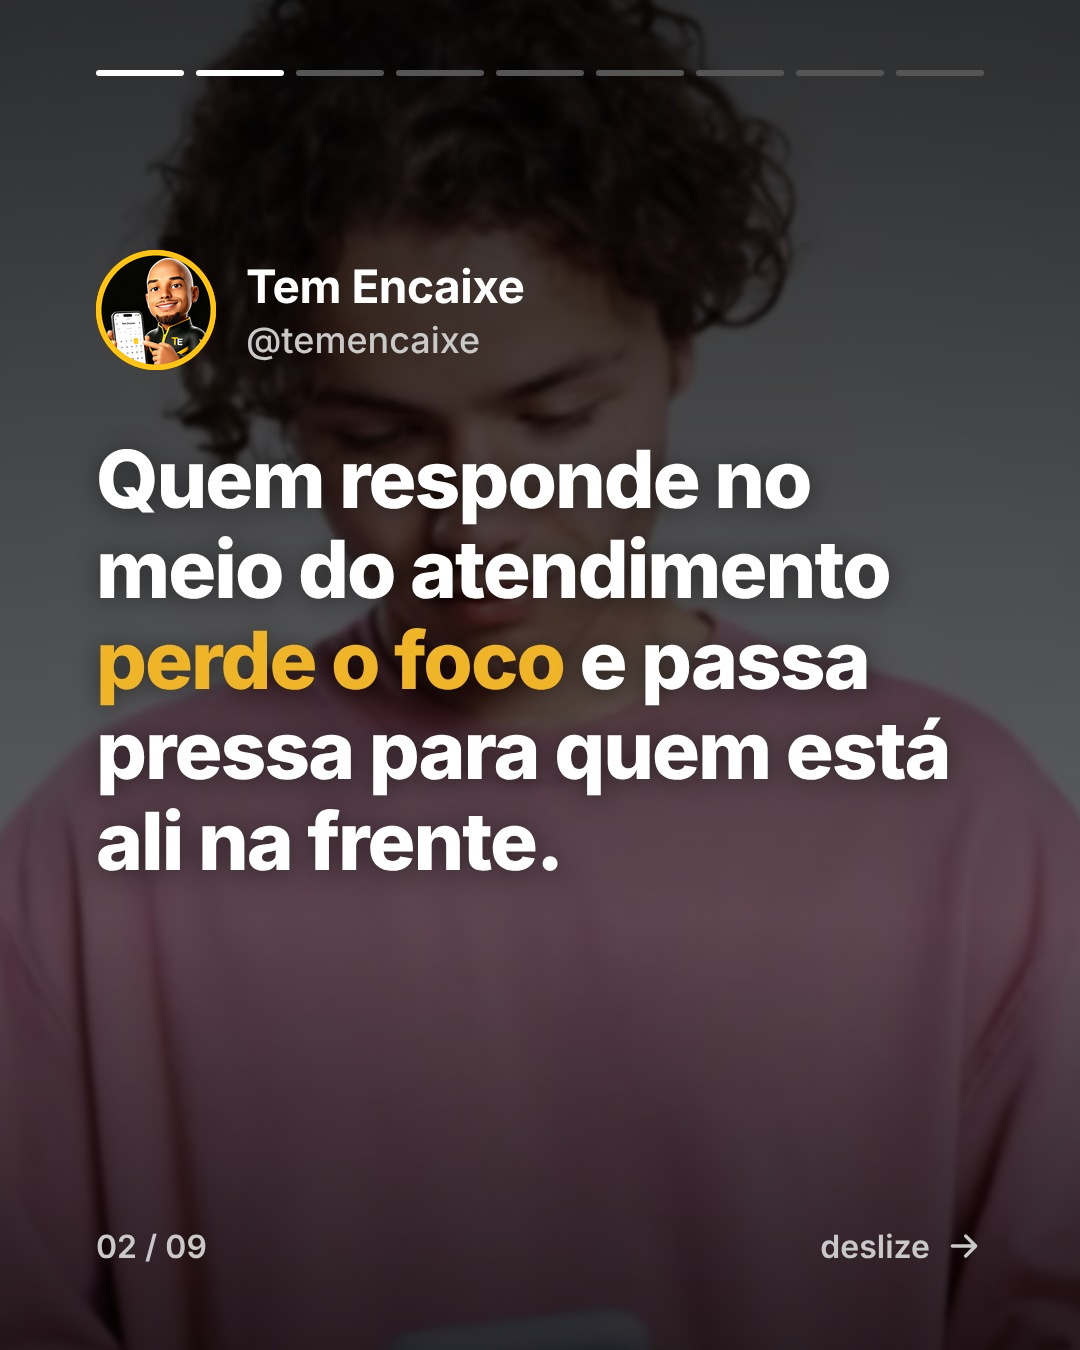 Tem Encaixe
@temencaixe
Quem responde no
meio do atendimento
perde o foco e passa
pressa para quem está
ali na frente.
02 / 09
deslize →